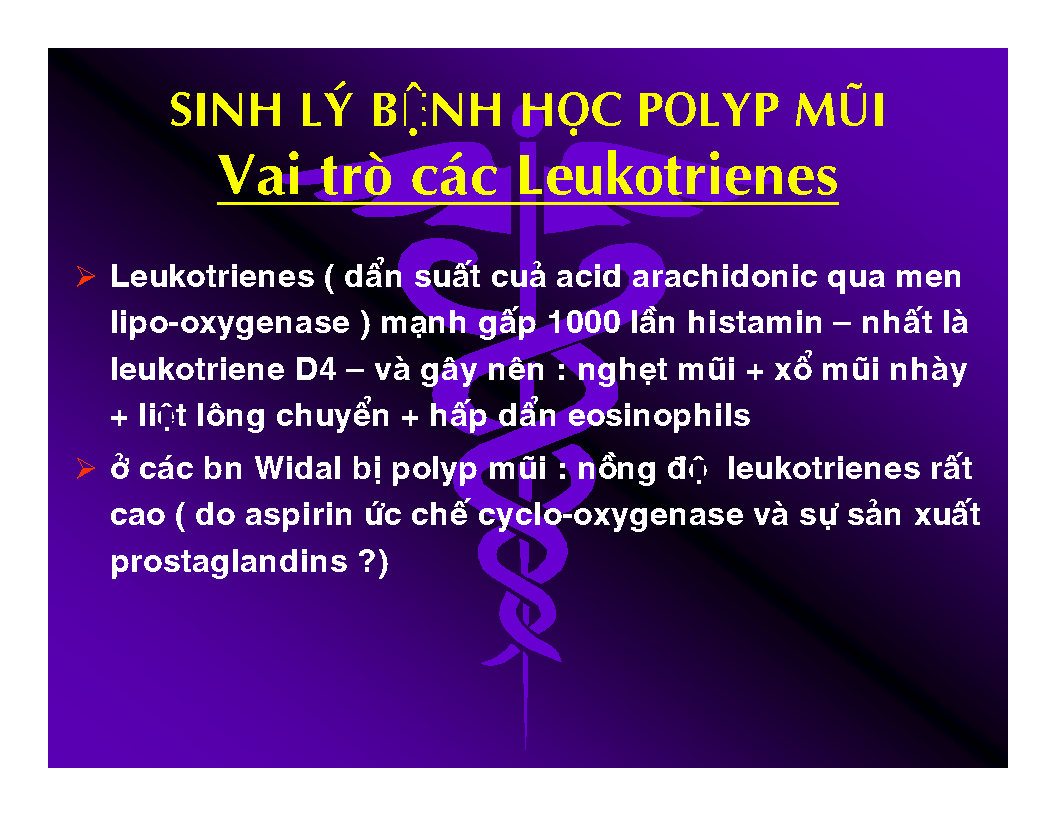 SINH LÝ BỆNH HỌC POLYP MŨI
Vai trò các Leukotrienes
Leukotrienes ( dẩn suất cuả acid arachidonic qua men
lipo-oxygenase ) mạnh gấp 1000 lần histamin – nhất là
leukotriene D4 – và gây nên : nghẹt mũi + xổ mũi nhày
+ liệt lông chuyển + hấp dẩn eosinophils
ở các bn Widal bị polyp mũi : nồng độ leukotrienes rất
cao ( do aspirin ức chế cyclo-oxygenase và sự sản xuất
prostaglandins ?)